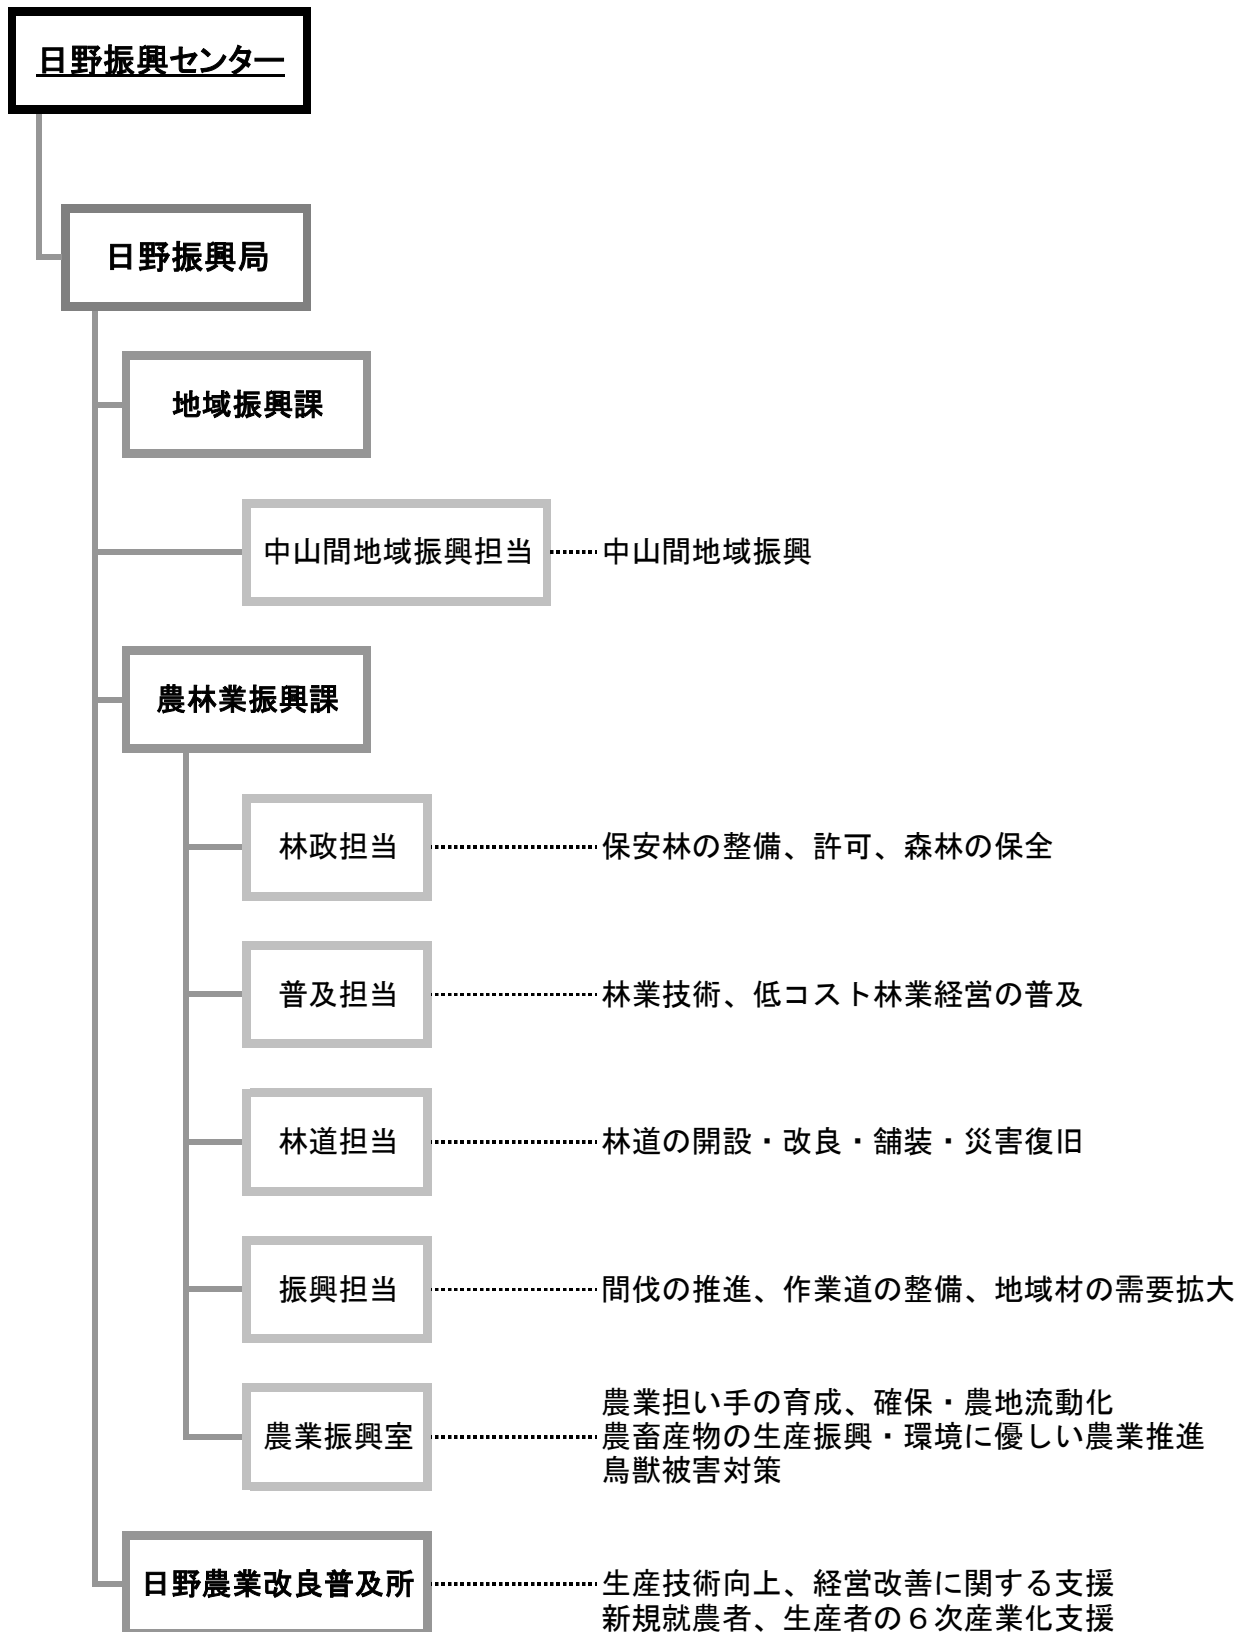 日野振興センター
日野振興局
地域振興課
中山間地域振興担当 中山間地域振興
農林業振興課
林政担当 保安林の整備、許可、森林の保全
普及担当 林業技術、低コスト林業経営の普及
林道担当 林道の開設・改良・舗装・災害復旧
振興担当 間伐の推進、作業道の整備、地域材の需要拡大
農業振興室
農業担い手の育成、確保・農地流動化
農畜産物の生産振興・環境に優しい農業推進
鳥獣被害対策
日野農業改良普及所
生産技術向上、経営改善に関する支援
新規就農者、生産者の６次産業化支援